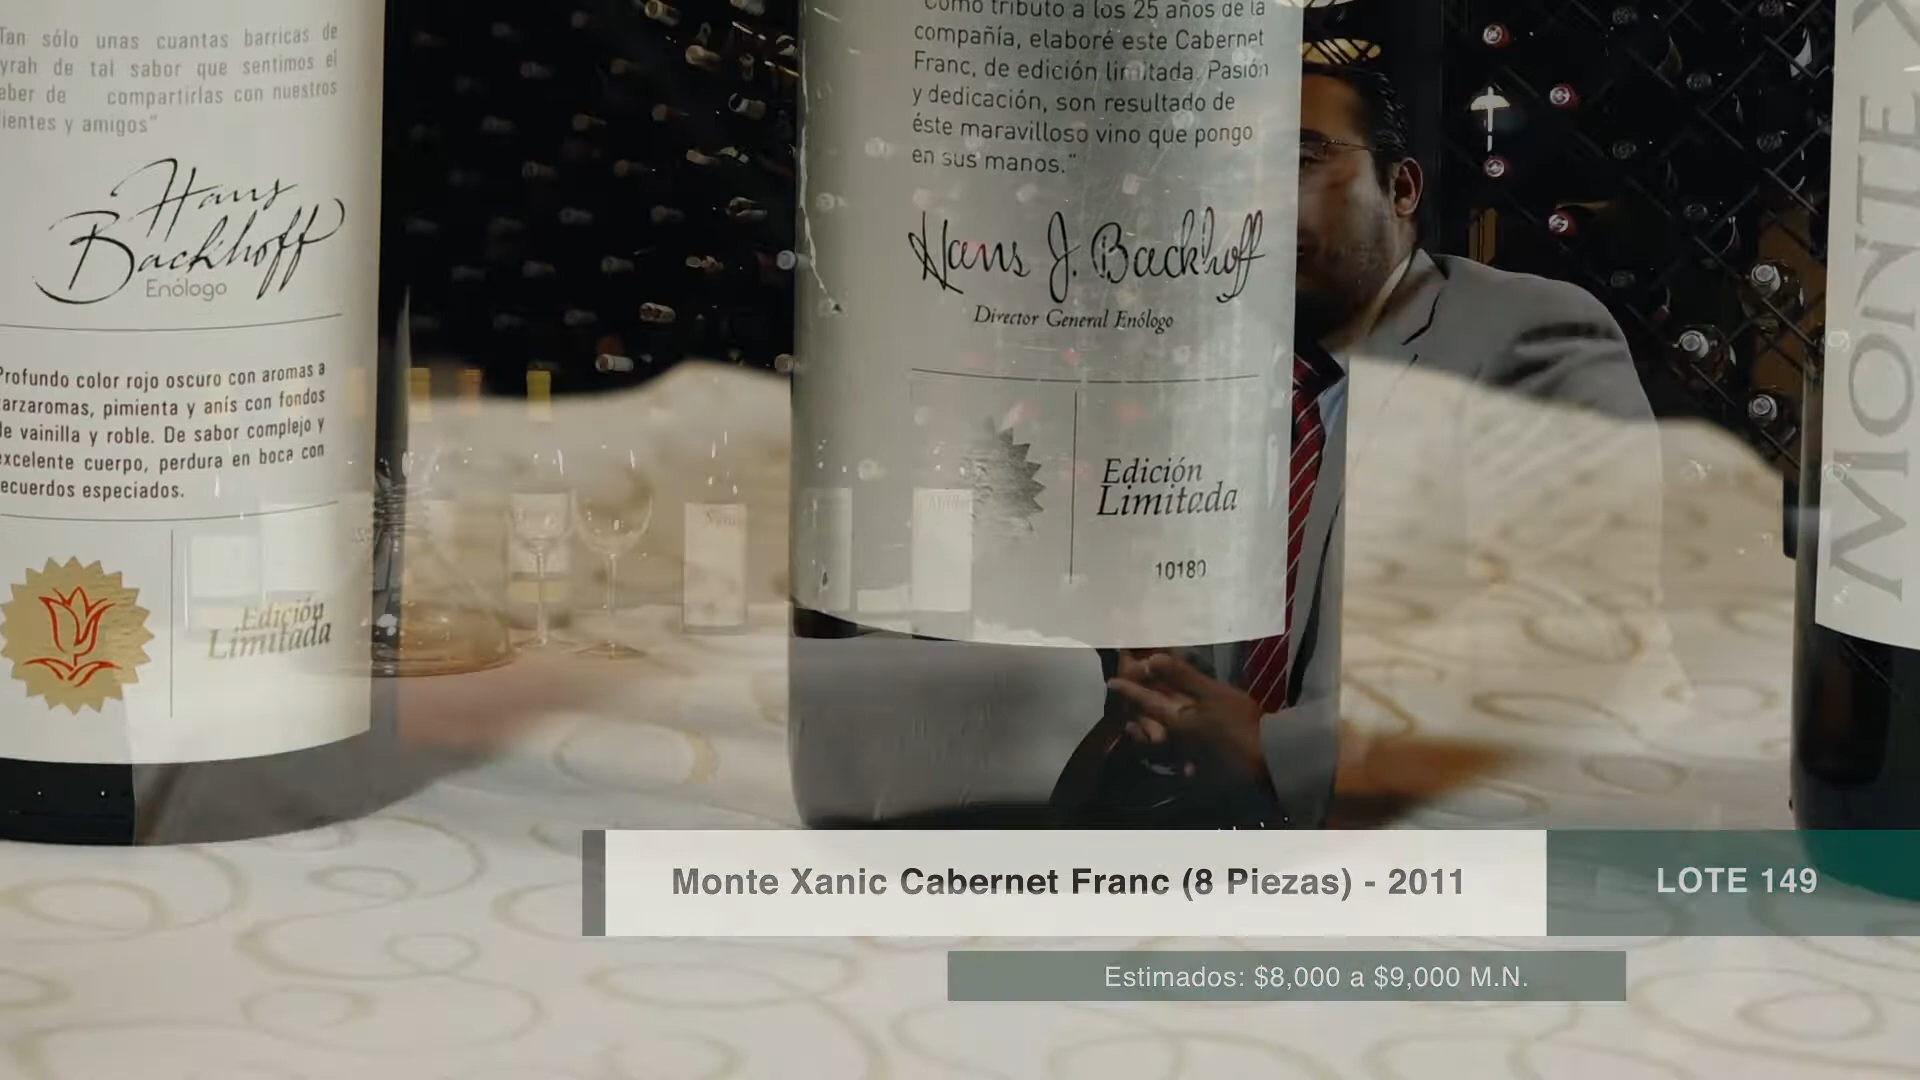 Tan sólo unas cuantas barricas de
yrah de tal sabor que sentimos el
eber de compartirlas con nuestros
ientes y amigos"
Hans
Backhoff
Enólogo
Profundo color rojo oscuro con aromas a
arzaromas, pimienta y anís con fondos
de vainilla y roble. De sabor complejo y
excelente cuerpo, perdura en boca con
ecuerdos especiados.
Edición
Limitada
"Como tributo a los 25 años de la
compañía, elaboré este Cabernet
Franc, de edición limitada. Pasión
y dedicación, son resultado de
éste maravilloso vino que pongo
en sus manos."
Hans J. Backhoff
Director General Enólogo
Edición
Limitada
10180
MONTE X
Monte Xanic Cabernet Franc (8 Piezas) - 2011
LOTE 149
Estimados: $8,000 a $9,000 M.N.